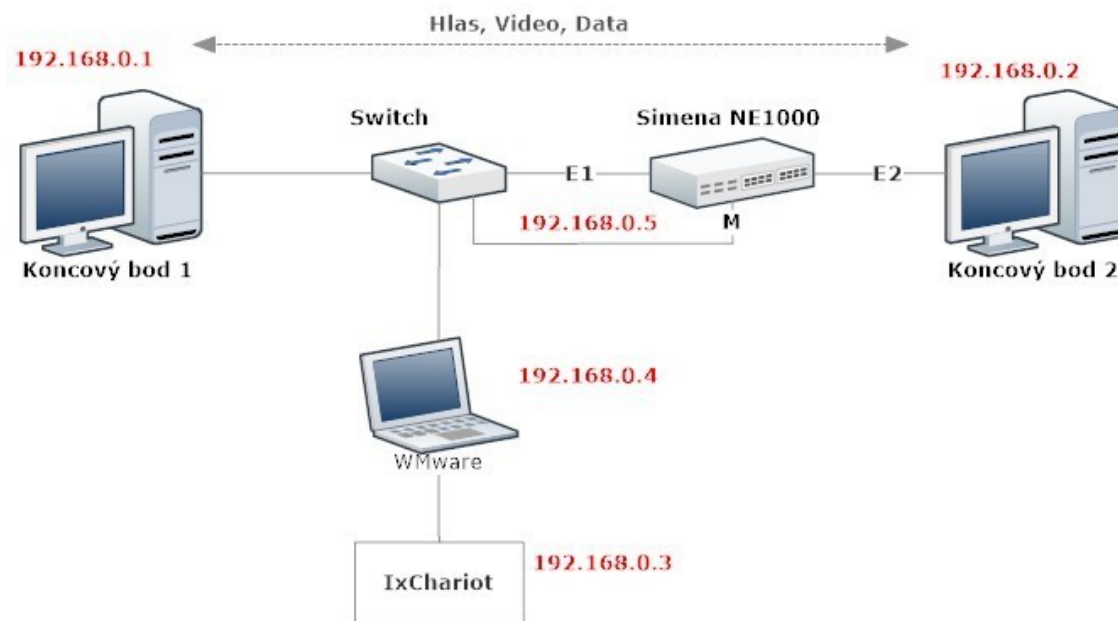 Hlas, Video, Data
192.168.0.1
192.168.0.2
Switch
Simena NE1000
E1
E2
192.168.0.5
M
Koncový bod 1
Koncový bod 2
192.168.0.4
WMware
IxChariot
192.168.0.3